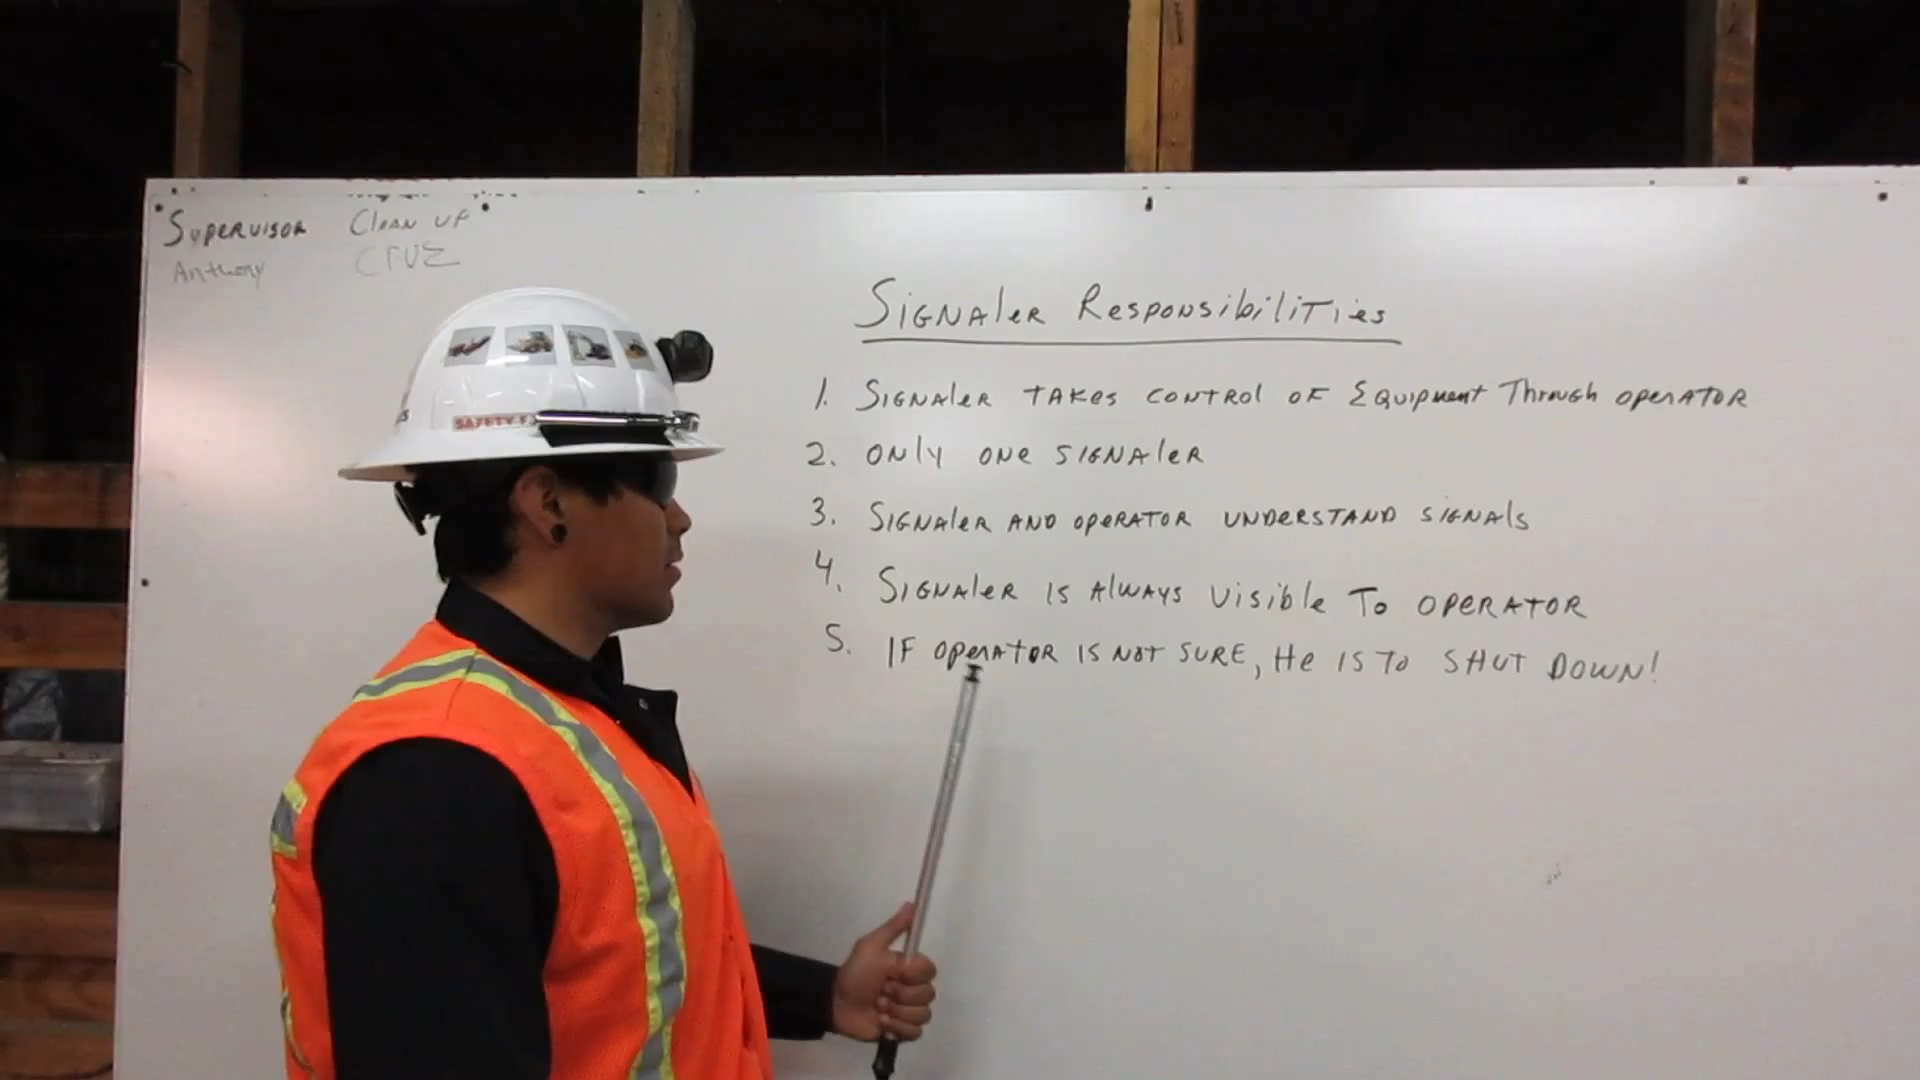 Supervisor Clean up
Anthony Cruz
Signaler Responsibilities
1. Signaler takes control of Equipment Through operator
2. Only one signaler
3. Signaler and operator understand signals
4. Signaler is always visible To operator
5. If operator is not sure, He is to shut down!
SAFETY